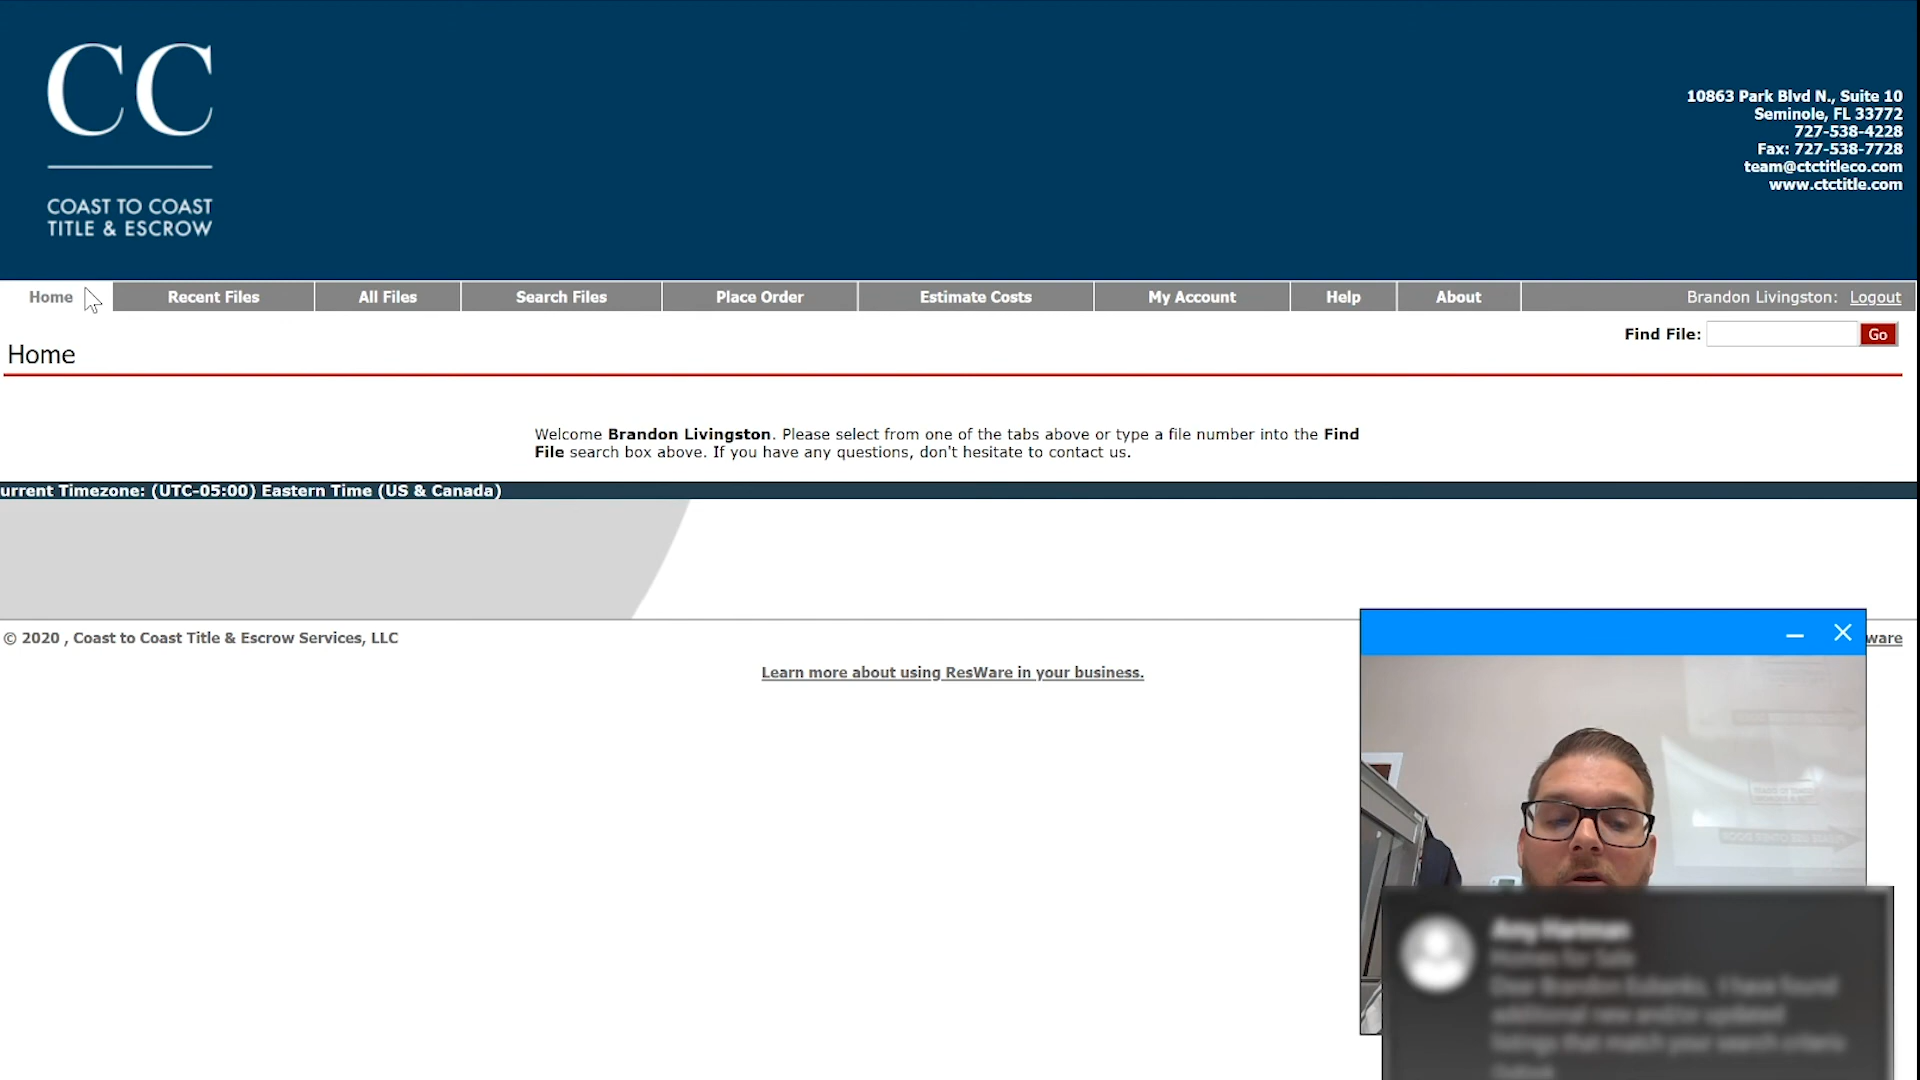 CC
COAST TO COAST
TITLE & ESCROW
10863 Park Blvd N., Suite 10
Seminole, FL 33772
727-538-4228
Fax: 727-538-7728
team@ctctitleco.com
www.ctctitle.com
Home
Recent Files
All Files
Search Files
Place Order
Estimate Costs
My Account
Help
About
Brandon Livingston: Logout
Find File: Go
Home
Welcome Brandon Livingston. Please select from one of the tabs above or type a file number into the Find
File search box above. If you have any questions, don't hesitate to contact us.
urrent Timezone: (UTC-05:00) Eastern Time (US & Canada)
© 2020 , Coast to Coast Title & Escrow Services, LLC
ware
Learn more about using ResWare in your business.